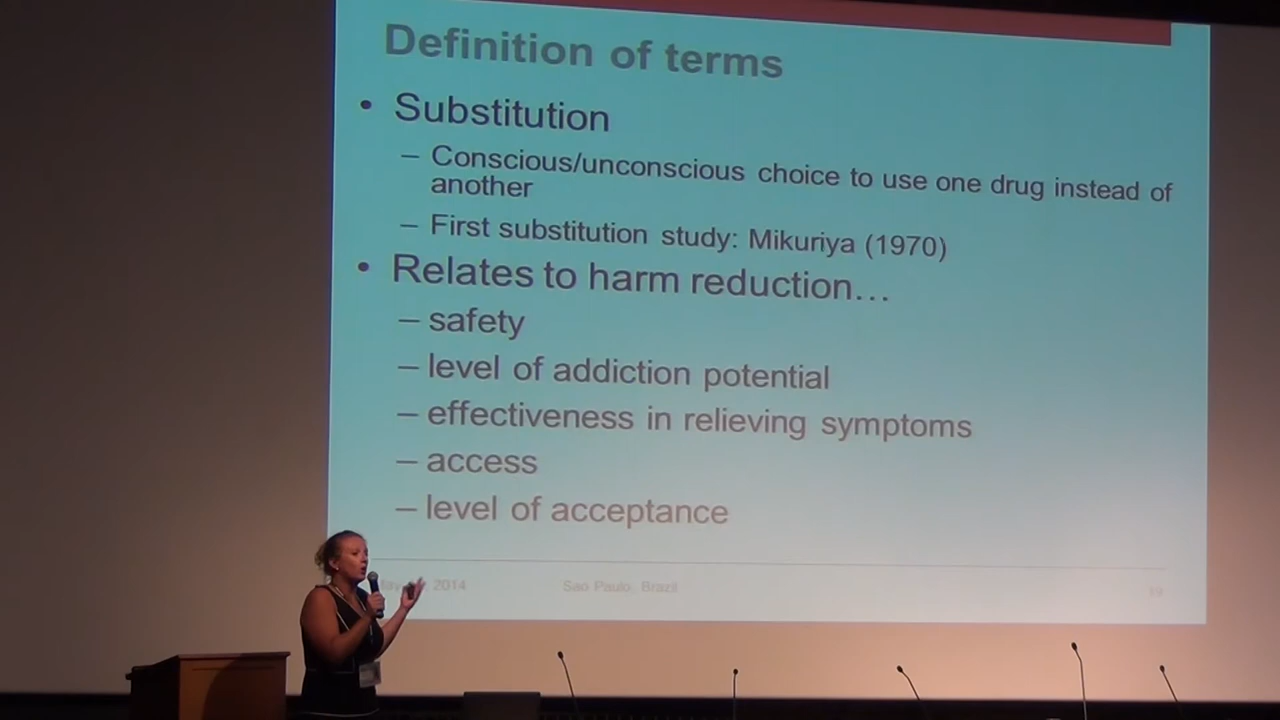 Definition of terms
• Substitution
– Conscious/unconscious choice to use one drug instead of
another
– First substitution study: Mikuriya (1970)
• Relates to harm reduction…
– safety
– level of addiction potential
– effectiveness in relieving symptoms
– access
– level of acceptance
2014 Sao Paulo, Brazil 19